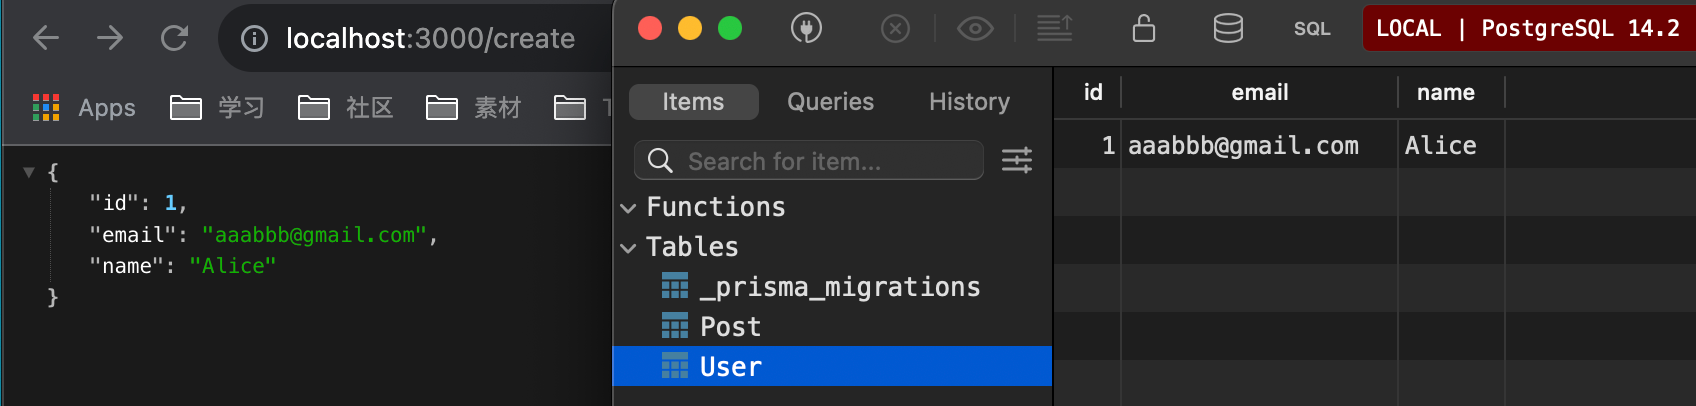 localhost:3000/create
Apps 学习 社区 素材
{
"id": 1,
"email": "aaabbb@gmail.com",
"name": "Alice"
}
SQL LOCAL | PostgreSQL 14.2
Items Queries History
Search for item...
Functions
Tables
_prisma_migrations
Post
User
id email name
1 aaabbb@gmail.com Alice